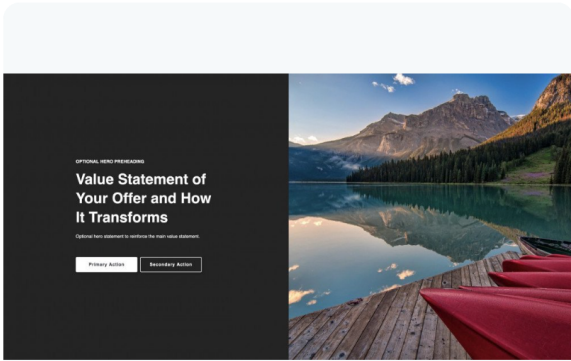 OPTIONAL HERO PREHEADING
Value Statement of
Your Offer and How
It Transforms
Optional hero statement to reinforce the main value statement.
Primary Action
Secondary Action